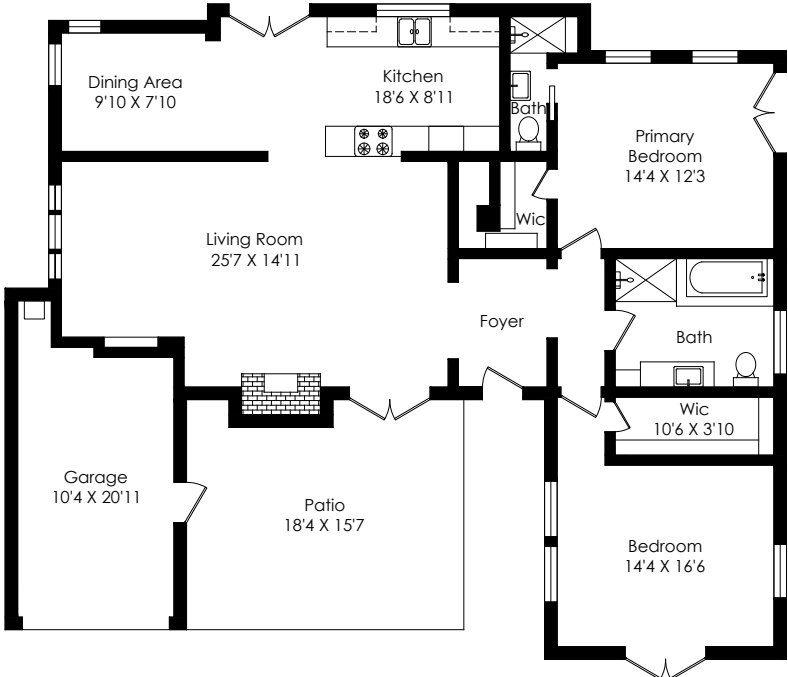 Dining Area
9'10 X 7'10
Kitchen
18'6 X 8'11
Bath
Primary
Bedroom
14'4 X 12'3
Wic
Living Room
25'7 X 14'11
Foyer
Bath
Wic
10'6 X 3'10
Garage
10'4 X 20'11
Patio
18'4 X 15'7
Bedroom
14'4 X 16'6